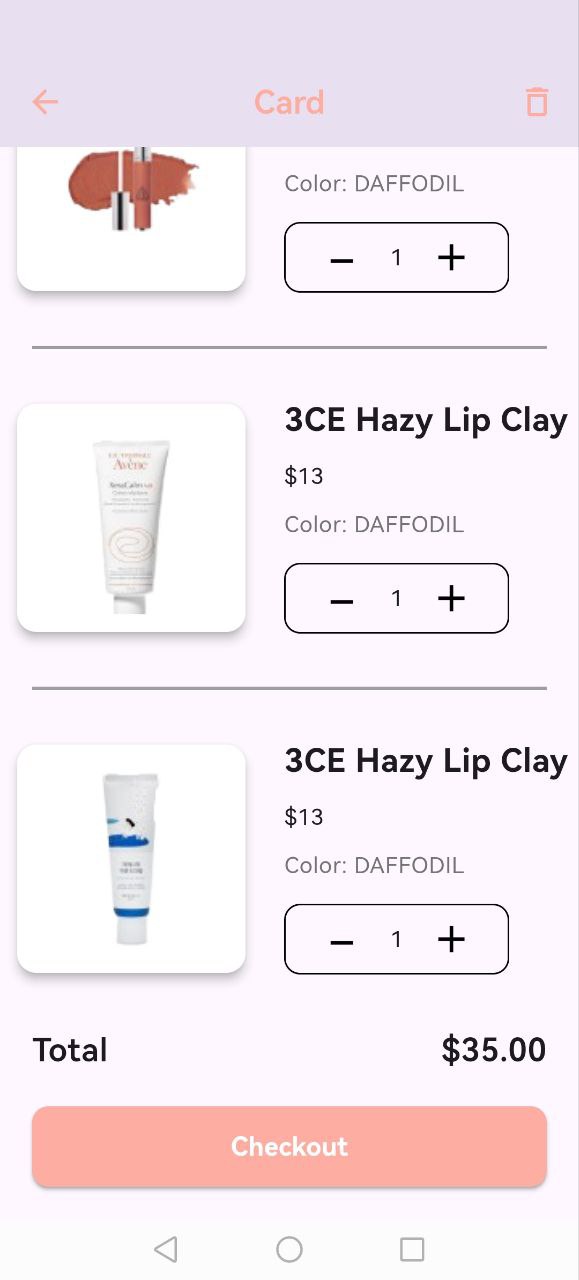 Card
Color: DAFFODIL
1
3CE Hazy Lip Clay
Avène
$13
Color: DAFFODIL
1
3CE Hazy Lip Clay
$13
Color: DAFFODIL
1
Total $35.00
Checkout